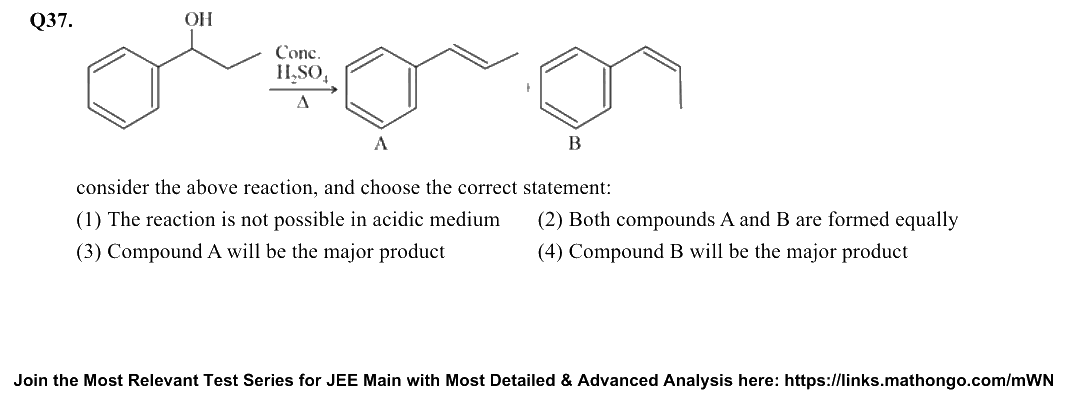 Q37.
OH
Conc.
H₂SO₄
Δ
A
B
consider the above reaction, and choose the correct statement:
(1) The reaction is not possible in acidic medium (2) Both compounds A and B are formed equally
(3) Compound A will be the major product (4) Compound B will be the major product
Join the Most Relevant Test Series for JEE Main with Most Detailed & Advanced Analysis here: https://links.mathongo.com/mWN